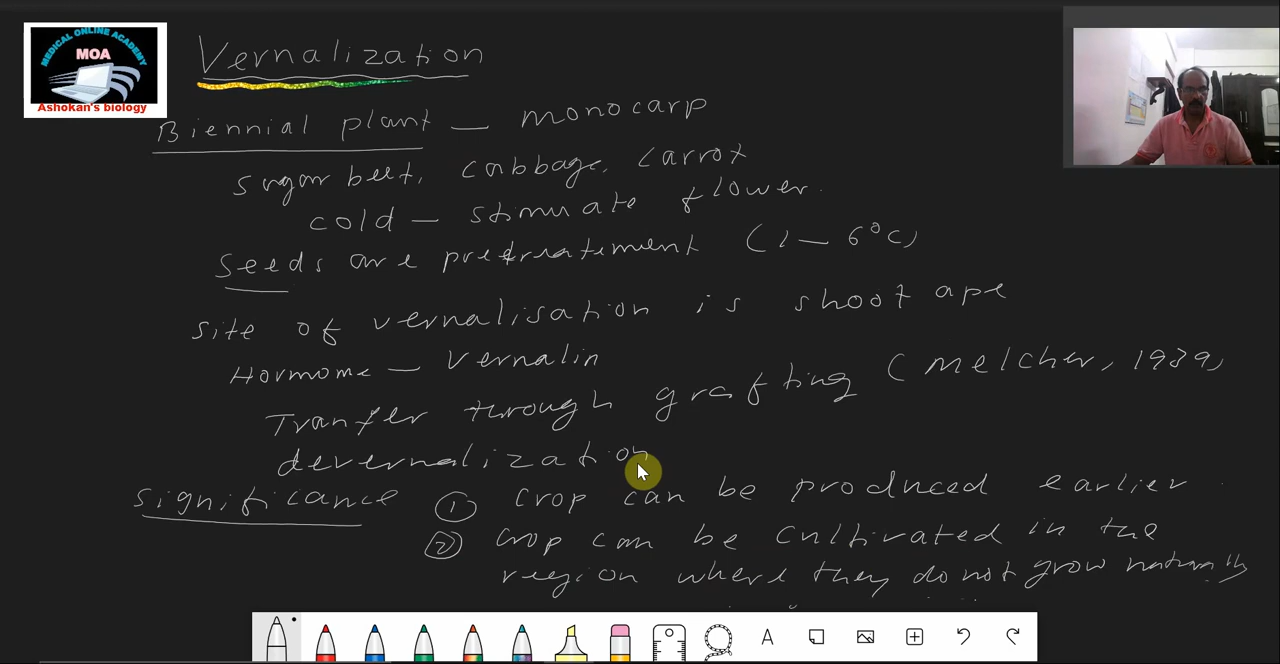 MEDICAL ONLINE ACADEMY
MOA
Ashokan's biology
Vernalization
Biennial plant — monocarp
Sugar beet, cabbage, carrot
cold — stimulate flower.
Seeds are pretreatement (1 — 6°C)
Site of vernalisation is shoot ape
Hormome — Vernalin
Tranfer through grafting (Melcher, 1939)
devernalization
Significance ① Crop can be produced earlier.
② Crop can be cultivated in the
region where they do not grow naturally
A